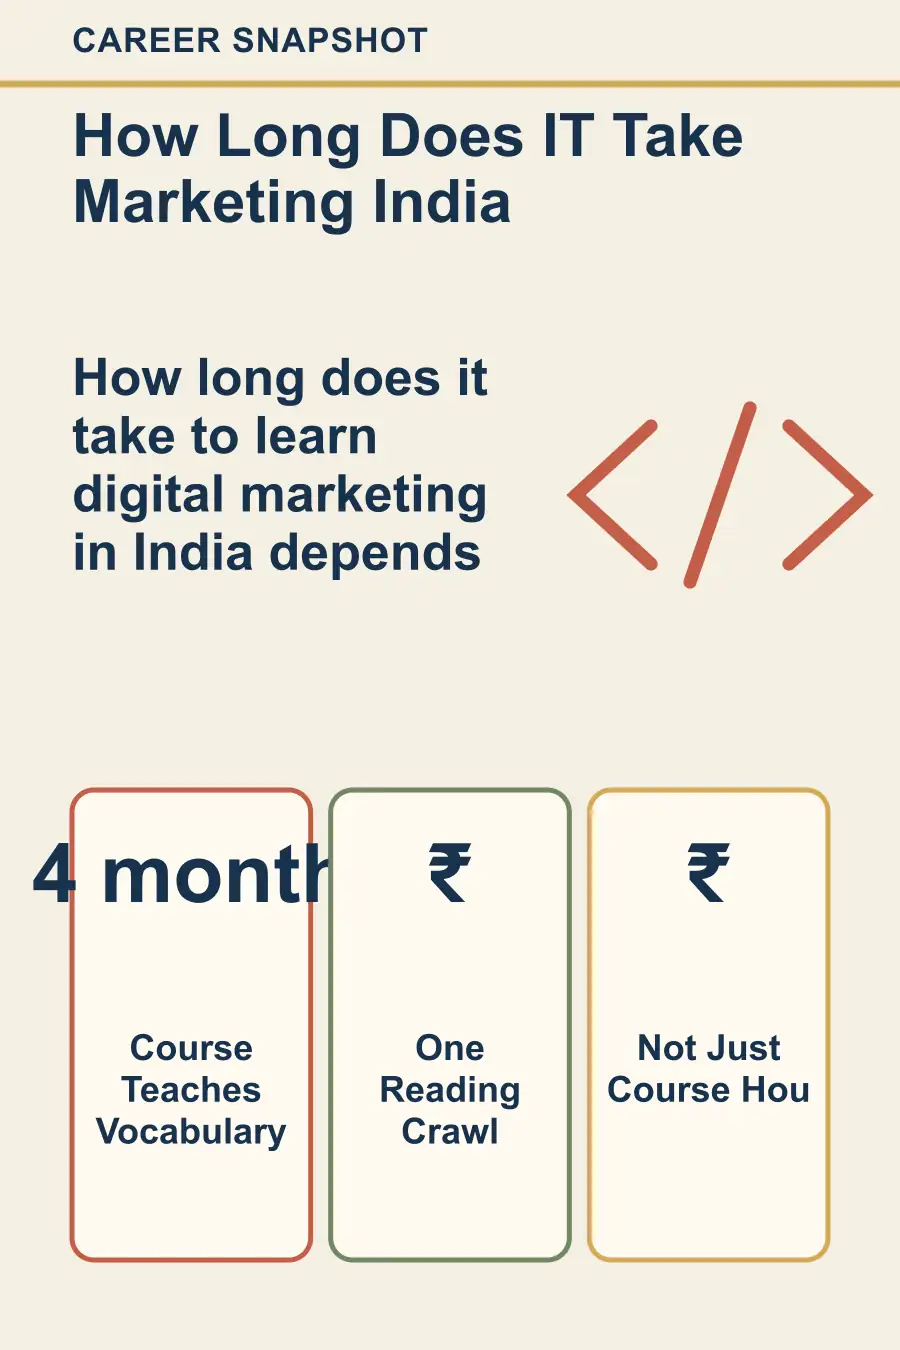 CAREER SNAPSHOT
How Long Does IT Take
Marketing India
How long does it
take to learn
digital marketing
in India depends
4 month
₹
₹
Course
Teaches
Vocabulary
One
Reading
Crawl
Not Just
Course Hou